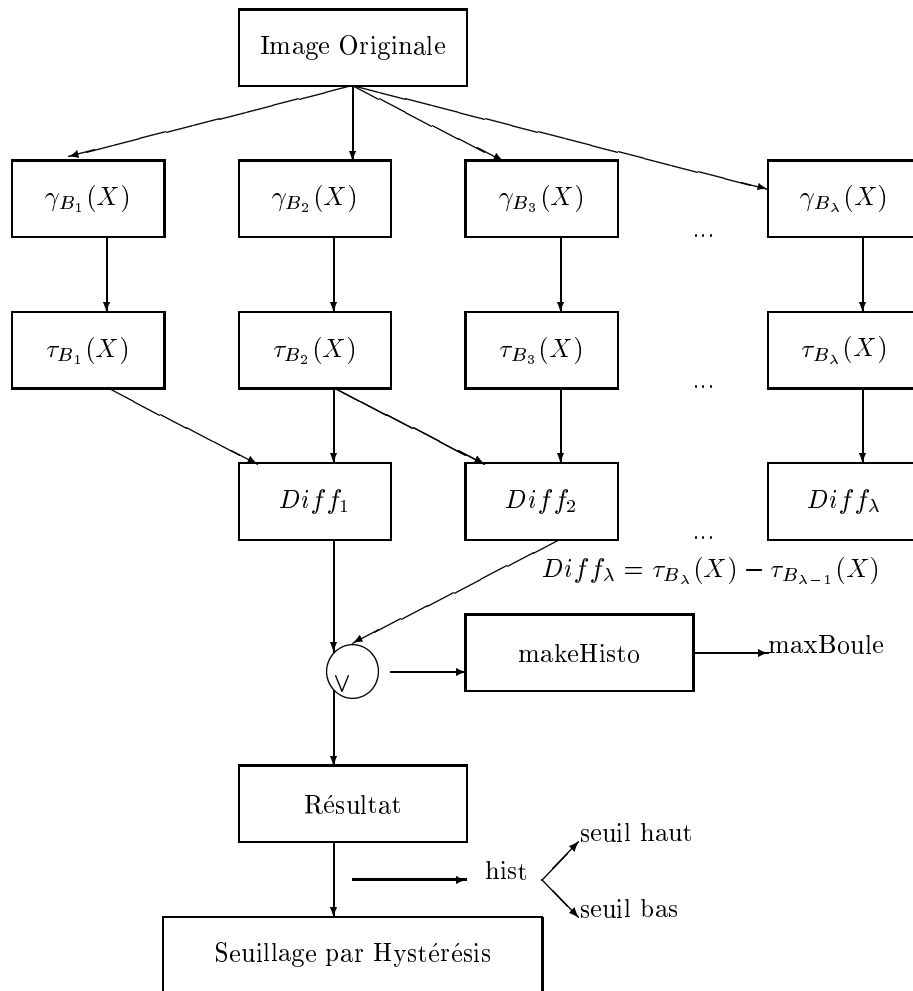 Image Originale
γ_{B_1}(X) γ_{B_2}(X) γ_{B_3}(X) ... γ_{B_λ}(X)
τ_{B_1}(X) τ_{B_2}(X) τ_{B_3}(X) ... τ_{B_λ}(X)
Diff_1 Diff_2 ... Diff_λ
Diff_λ = τ_{B_λ}(X) − τ_{B_{λ−1}}(X)
∨ makeHisto maxBoule
Résultat
seuil haut
hist
seuil bas
Seuillage par Hystérésis